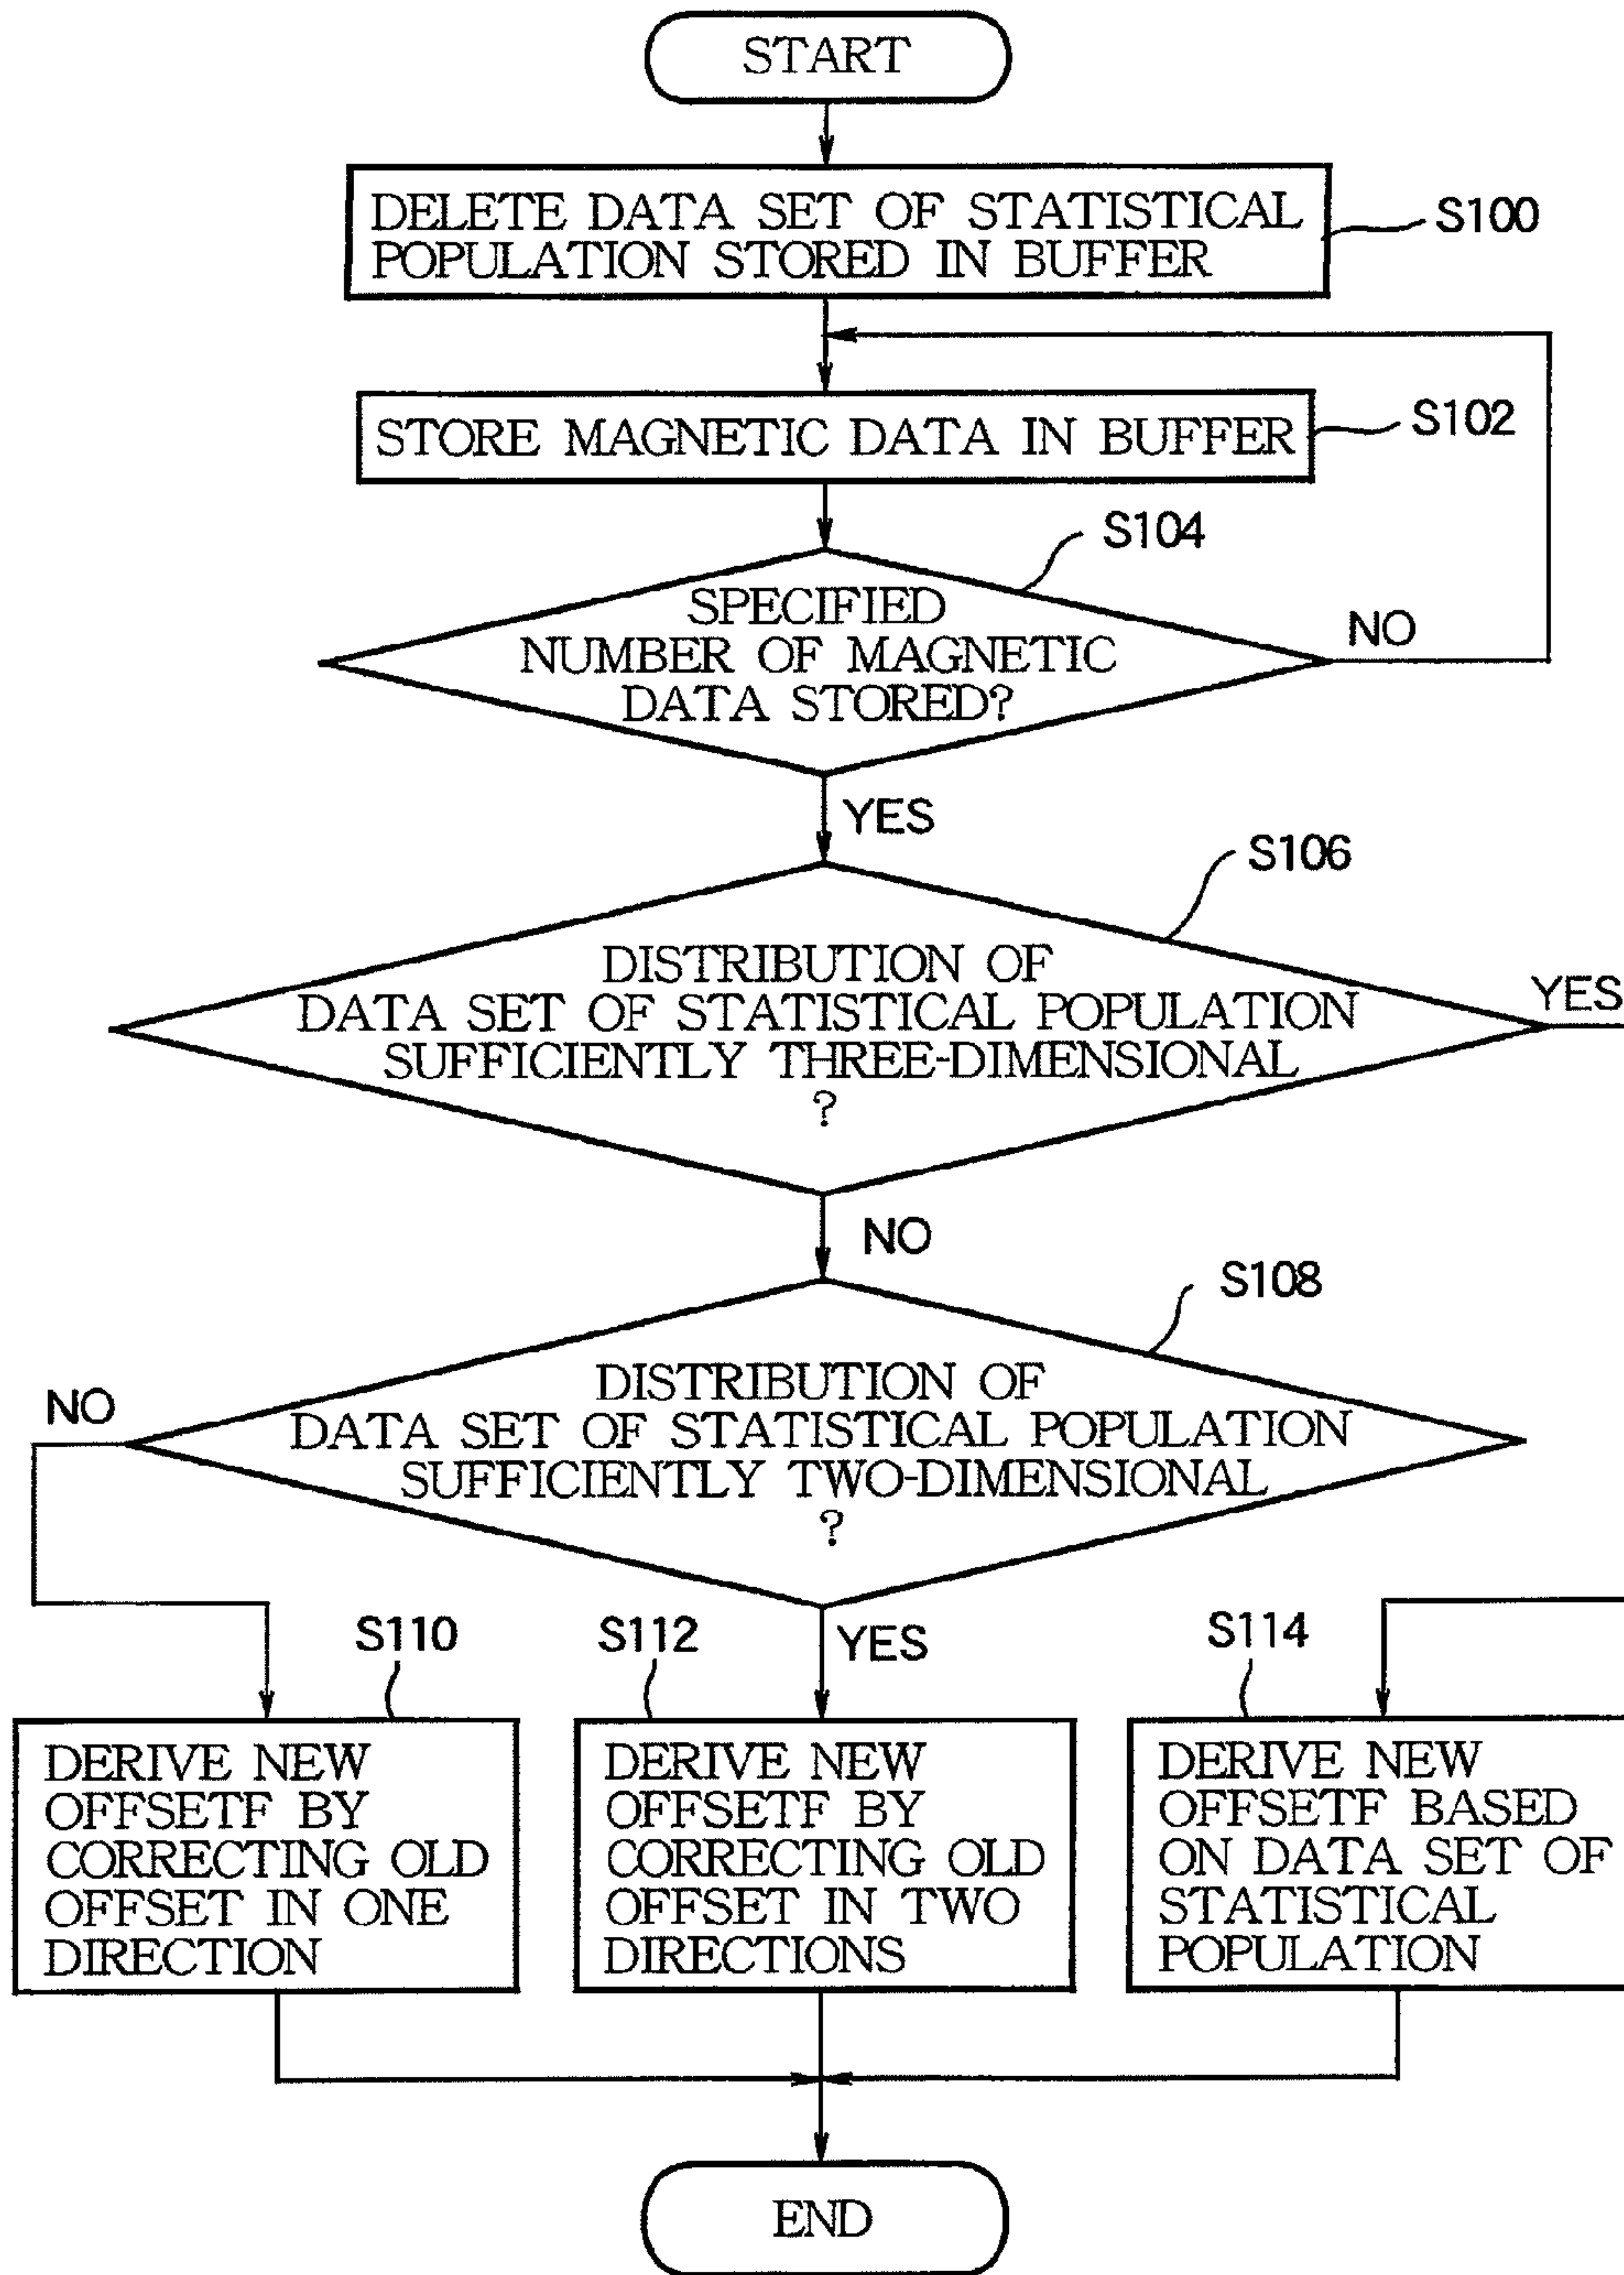 START
DELETE DATA SET OF STATISTICAL
POPULATION STORED IN BUFFER
S100
STORE MAGNETIC DATA IN BUFFER
S102
S104
SPECIFIED
NUMBER OF MAGNETIC
DATA STORED?
NO
YES
S106
DISTRIBUTION OF
DATA SET OF STATISTICAL POPULATION
SUFFICIENTLY THREE-DIMENSIONAL
?
YES
NO
S108
DISTRIBUTION OF
DATA SET OF STATISTICAL POPULATION
SUFFICIENTLY TWO-DIMENSIONAL
?
NO
YES
S110
DERIVE NEW
OFFSETF BY
CORRECTING OLD
OFFSET IN ONE
DIRECTION
S112
DERIVE NEW
OFFSETF BY
CORRECTING OLD
OFFSET IN TWO
DIRECTIONS
S114
DERIVE NEW
OFFSETF BASED
ON DATA SET OF
STATISTICAL
POPULATION
END